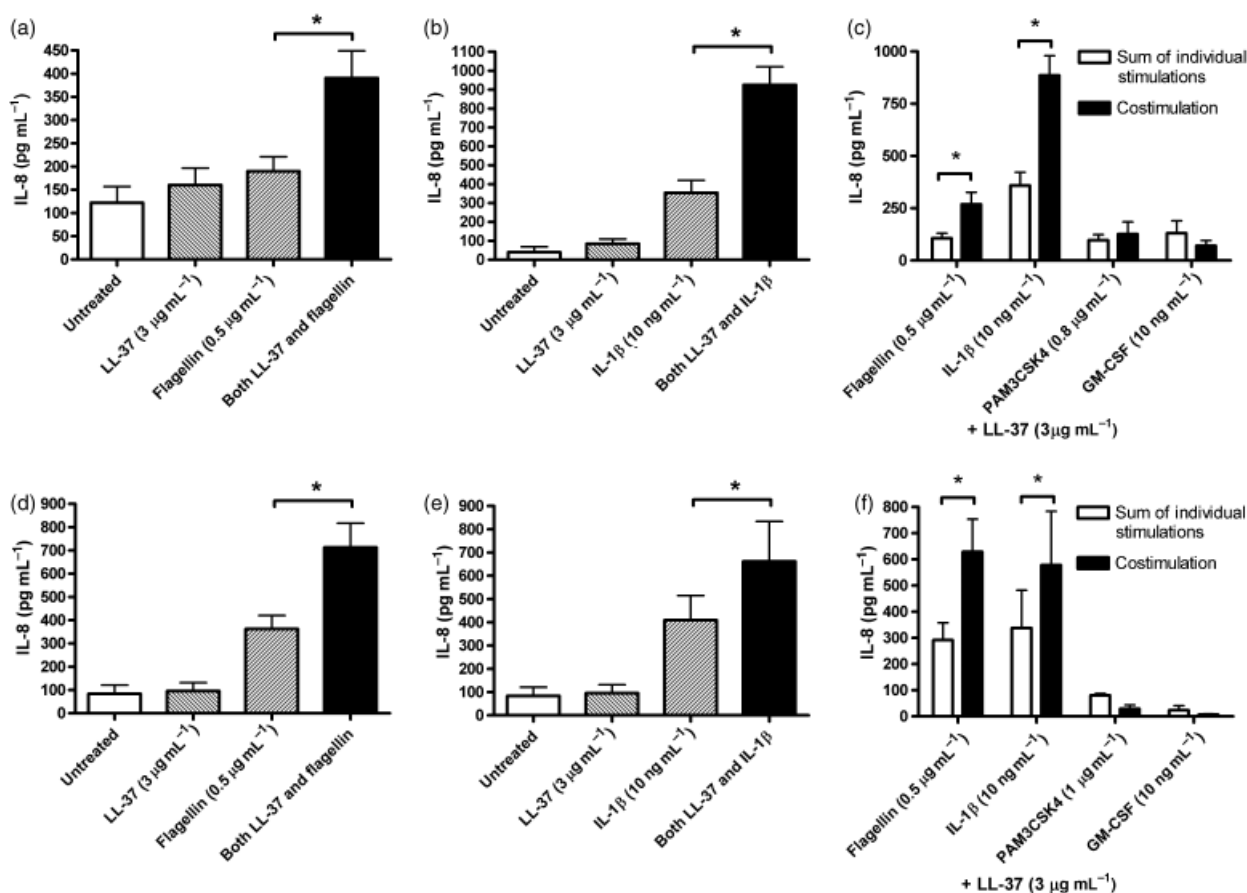 (a)
*
IL-8 (pg mL⁻¹)
450
400
350
300
250
200
150
100
50
0
Untreated
LL-37 (3 µg mL⁻¹)
Flagellin (0.5 µg mL⁻¹)
Both LL-37 and flagellin
(b)
*
IL-8 (pg mL⁻¹)
1100
1000
900
800
700
600
500
400
300
200
100
0
Untreated
LL-37 (3 µg mL⁻¹)
IL-1β (10 ng mL⁻¹)
Both LL-37 and IL-1β
(c)
*
*
IL-8 (pg mL⁻¹)
1000
750
500
250
0
Sum of individual
stimulations
Costimulation
Flagellin (0.5 µg mL⁻¹)
IL-1β (10 ng mL⁻¹)
PAM3CSK4 (0.8 µg mL⁻¹)
GM-CSF (10 ng mL⁻¹)
+ LL-37 (3µg mL⁻¹)
(d)
*
IL-8 (pg mL⁻¹)
900
800
700
600
500
400
300
200
100
0
Untreated
LL-37 (3 µg mL⁻¹)
Flagellin (0.5 µg mL⁻¹)
Both LL-37 and flagellin
(e)
*
IL-8 (pg mL⁻¹)
900
800
700
600
500
400
300
200
100
0
Untreated
LL-37 (3 µg mL⁻¹)
IL-1β (10 ng mL⁻¹)
Both LL-37 and IL-1β
(f)
*
*
IL-8 (pg mL⁻¹)
800
700
600
500
400
300
200
100
0
Sum of individual
stimulations
Costimulation
Flagellin (0.5 µg mL⁻¹)
IL-1β (10 ng mL⁻¹)
PAM3CSK4 (1 µg mL⁻¹)
GM-CSF (10 ng mL⁻¹)
+ LL-37 (3 µg mL⁻¹)